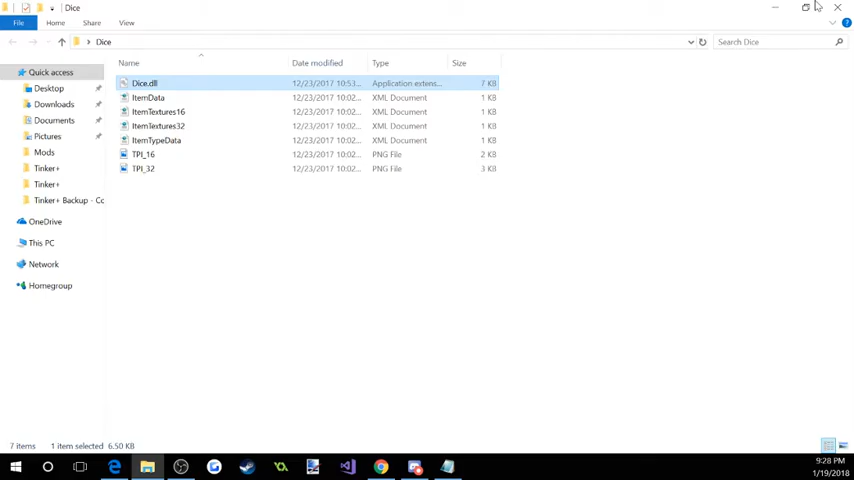 Dice
File Home Share View
Dice Search Dice
Name Date modified Type Size
Quick access
Desktop
Downloads
Documents
Pictures
Mods
Tinker+
Tinker+
Tinker+ Backup - Cc
OneDrive
This PC
Network
Homegroup
Dice.dll 12/23/2017 10:53... Application extens... 7 KB
ItemData 12/23/2017 10:02... XML Document 1 KB
ItemTextures16 12/23/2017 10:02... XML Document 1 KB
ItemTextures32 12/23/2017 10:02... XML Document 1 KB
ItemTypeData 12/23/2017 10:02... XML Document 1 KB
TPI_16 12/23/2017 10:02... PNG File 2 KB
TPI_32 12/23/2017 10:02... PNG File 3 KB
7 items 1 item selected 6.50 KB
9:28 PM
1/19/2018